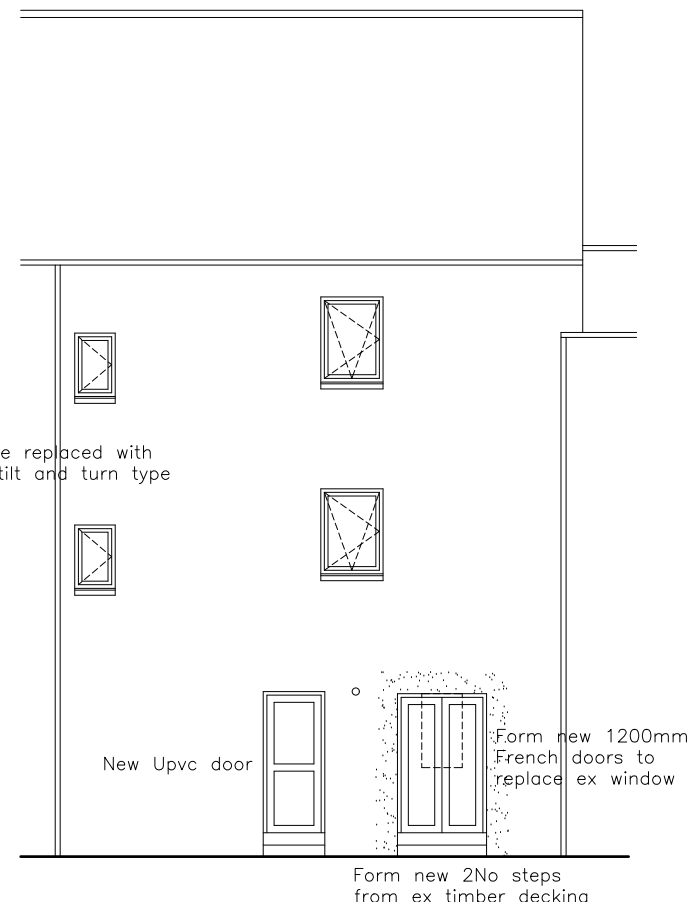 e replaced with
tilt and turn type
Form new 1200mm
French doors to
replace ex window
New Upvc door
Form new 2No steps
from ex timber decking